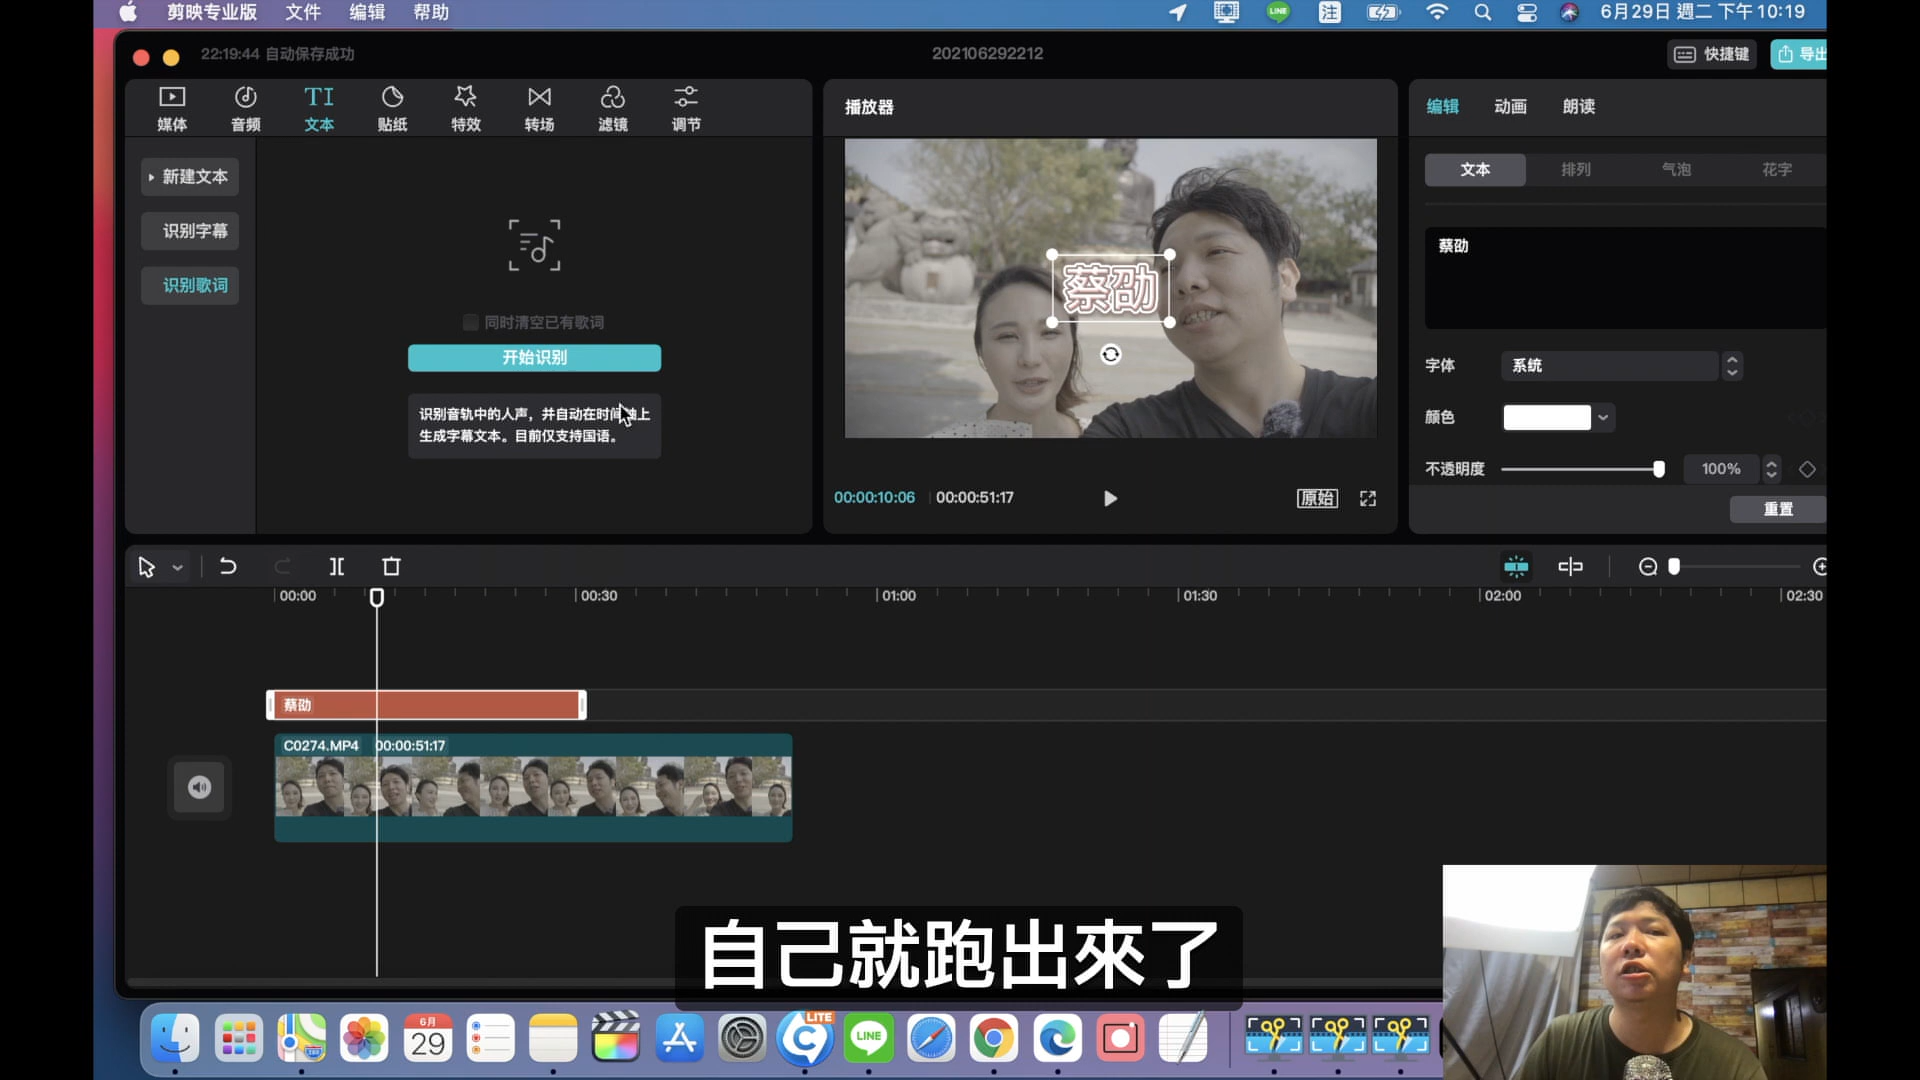 剪映专业版 文件 编辑 帮助
LINE 注 6月29日 週二 下午10:19
22:19:44 自动保存成功
202106292212
快捷键 导出
媒体 音频 TI 文本 贴纸 特效 转场 滤镜 调节
播放器
编辑 动画 朗读
新建文本
识别字幕
识别歌词
同时清空已有歌词
开始识别
识别音轨中的人声，并自动在时间轴上
生成字幕文本。目前仅支持国语。
蔡劭
00:00:10:06 00:00:51:17
原始
文本 排列 气泡 花字
蔡劭
字体 系统
颜色
不透明度 100%
重置
00:00 00:30 01:00 01:30 02:00 02:30
蔡劭
C0274.MP4 00:00:51:17
自己就跑出來了
6月
29
LITE
LINE